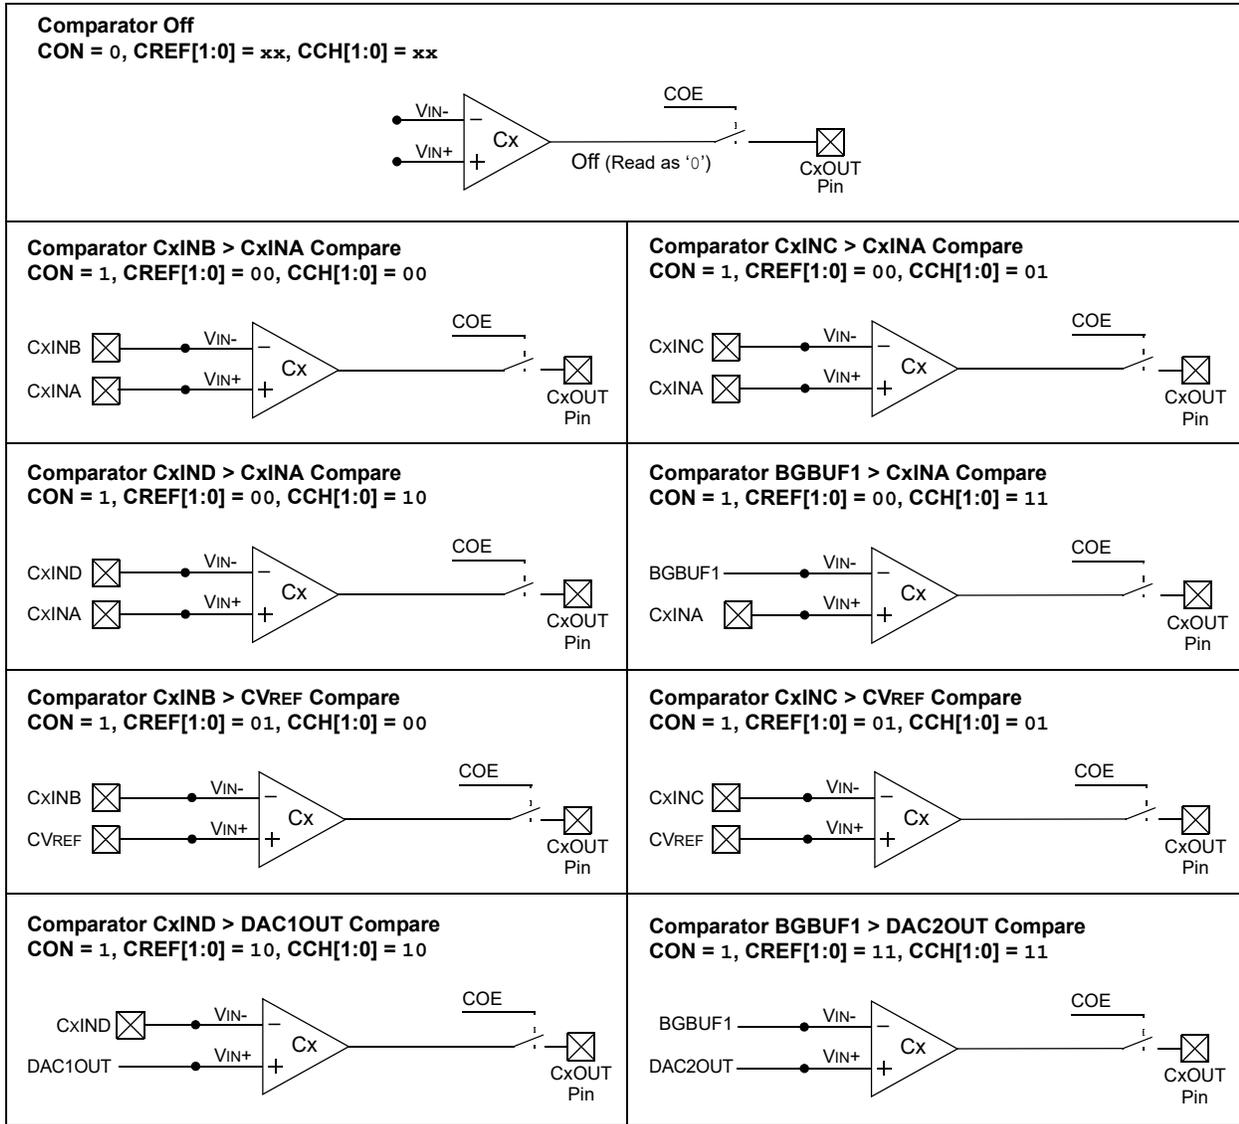 Comparator Off
CON = 0, CREF[1:0] = xx, CCH[1:0] = xx
COE
VIN-
VIN+
−
+
Cx
Off (Read as ‘0’)
CxOUT
Pin
Comparator CxINB > CxINA Compare
CON = 1, CREF[1:0] = 00, CCH[1:0] = 00
COE
CxINB
VIN-
−
CxINA
VIN+
+
Cx
CxOUT
Pin
Comparator CxINC > CxINA Compare
CON = 1, CREF[1:0] = 00, CCH[1:0] = 01
COE
CxINC
VIN-
−
CxINA
VIN+
+
Cx
CxOUT
Pin
Comparator CxIND > CxINA Compare
CON = 1, CREF[1:0] = 00, CCH[1:0] = 10
COE
CxIND
VIN-
−
CxINA
VIN+
+
Cx
CxOUT
Pin
Comparator BGBUF1 > CxINA Compare
CON = 1, CREF[1:0] = 00, CCH[1:0] = 11
COE
BGBUF1
VIN-
−
CxINA
VIN+
+
Cx
CxOUT
Pin
Comparator CxINB > CVREF Compare
CON = 1, CREF[1:0] = 01, CCH[1:0] = 00
COE
CxINB
VIN-
−
CVREF
VIN+
+
Cx
CxOUT
Pin
Comparator CxINC > CVREF Compare
CON = 1, CREF[1:0] = 01, CCH[1:0] = 01
COE
CxINC
VIN-
−
CVREF
VIN+
+
Cx
CxOUT
Pin
Comparator CxIND > DAC1OUT Compare
CON = 1, CREF[1:0] = 10, CCH[1:0] = 10
COE
CxIND
VIN-
−
DAC1OUT
VIN+
+
Cx
CxOUT
Pin
Comparator BGBUF1 > DAC2OUT Compare
CON = 1, CREF[1:0] = 11, CCH[1:0] = 11
COE
BGBUF1
VIN-
−
DAC2OUT
VIN+
+
Cx
CxOUT
Pin